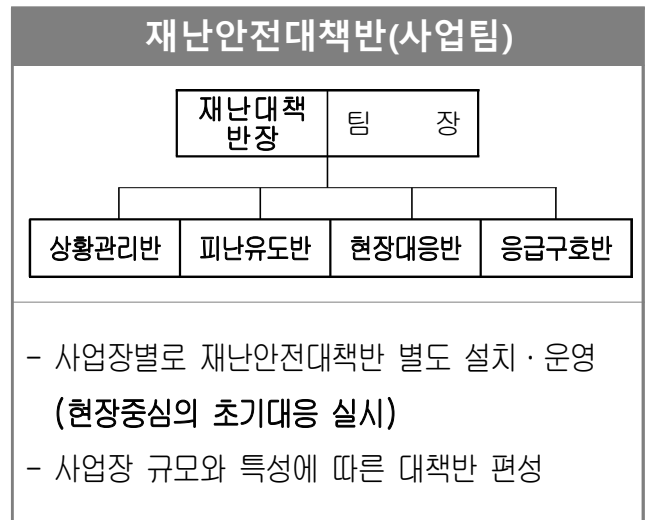 재난안전대책반(사업팀)
재난대책
반장
팀 장
상황관리반 피난유도반 현장대응반 응급구호반
- 사업장별로 재난안전대책반 별도 설치·운영
(현장중심의 초기대응 실시)
- 사업장 규모와 특성에 따른 대책반 편성